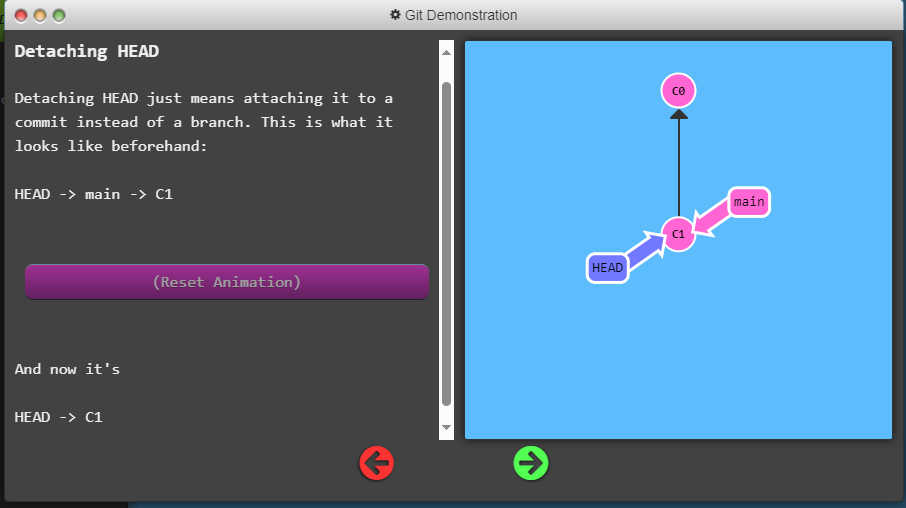 Git Demonstration
Detaching HEAD
Detaching HEAD just means attaching it to a
commit instead of a branch. This is what it
looks like beforehand:
HEAD -> main -> C1
(Reset Animation)
And now it's
HEAD -> C1
C0
main
C1
HEAD